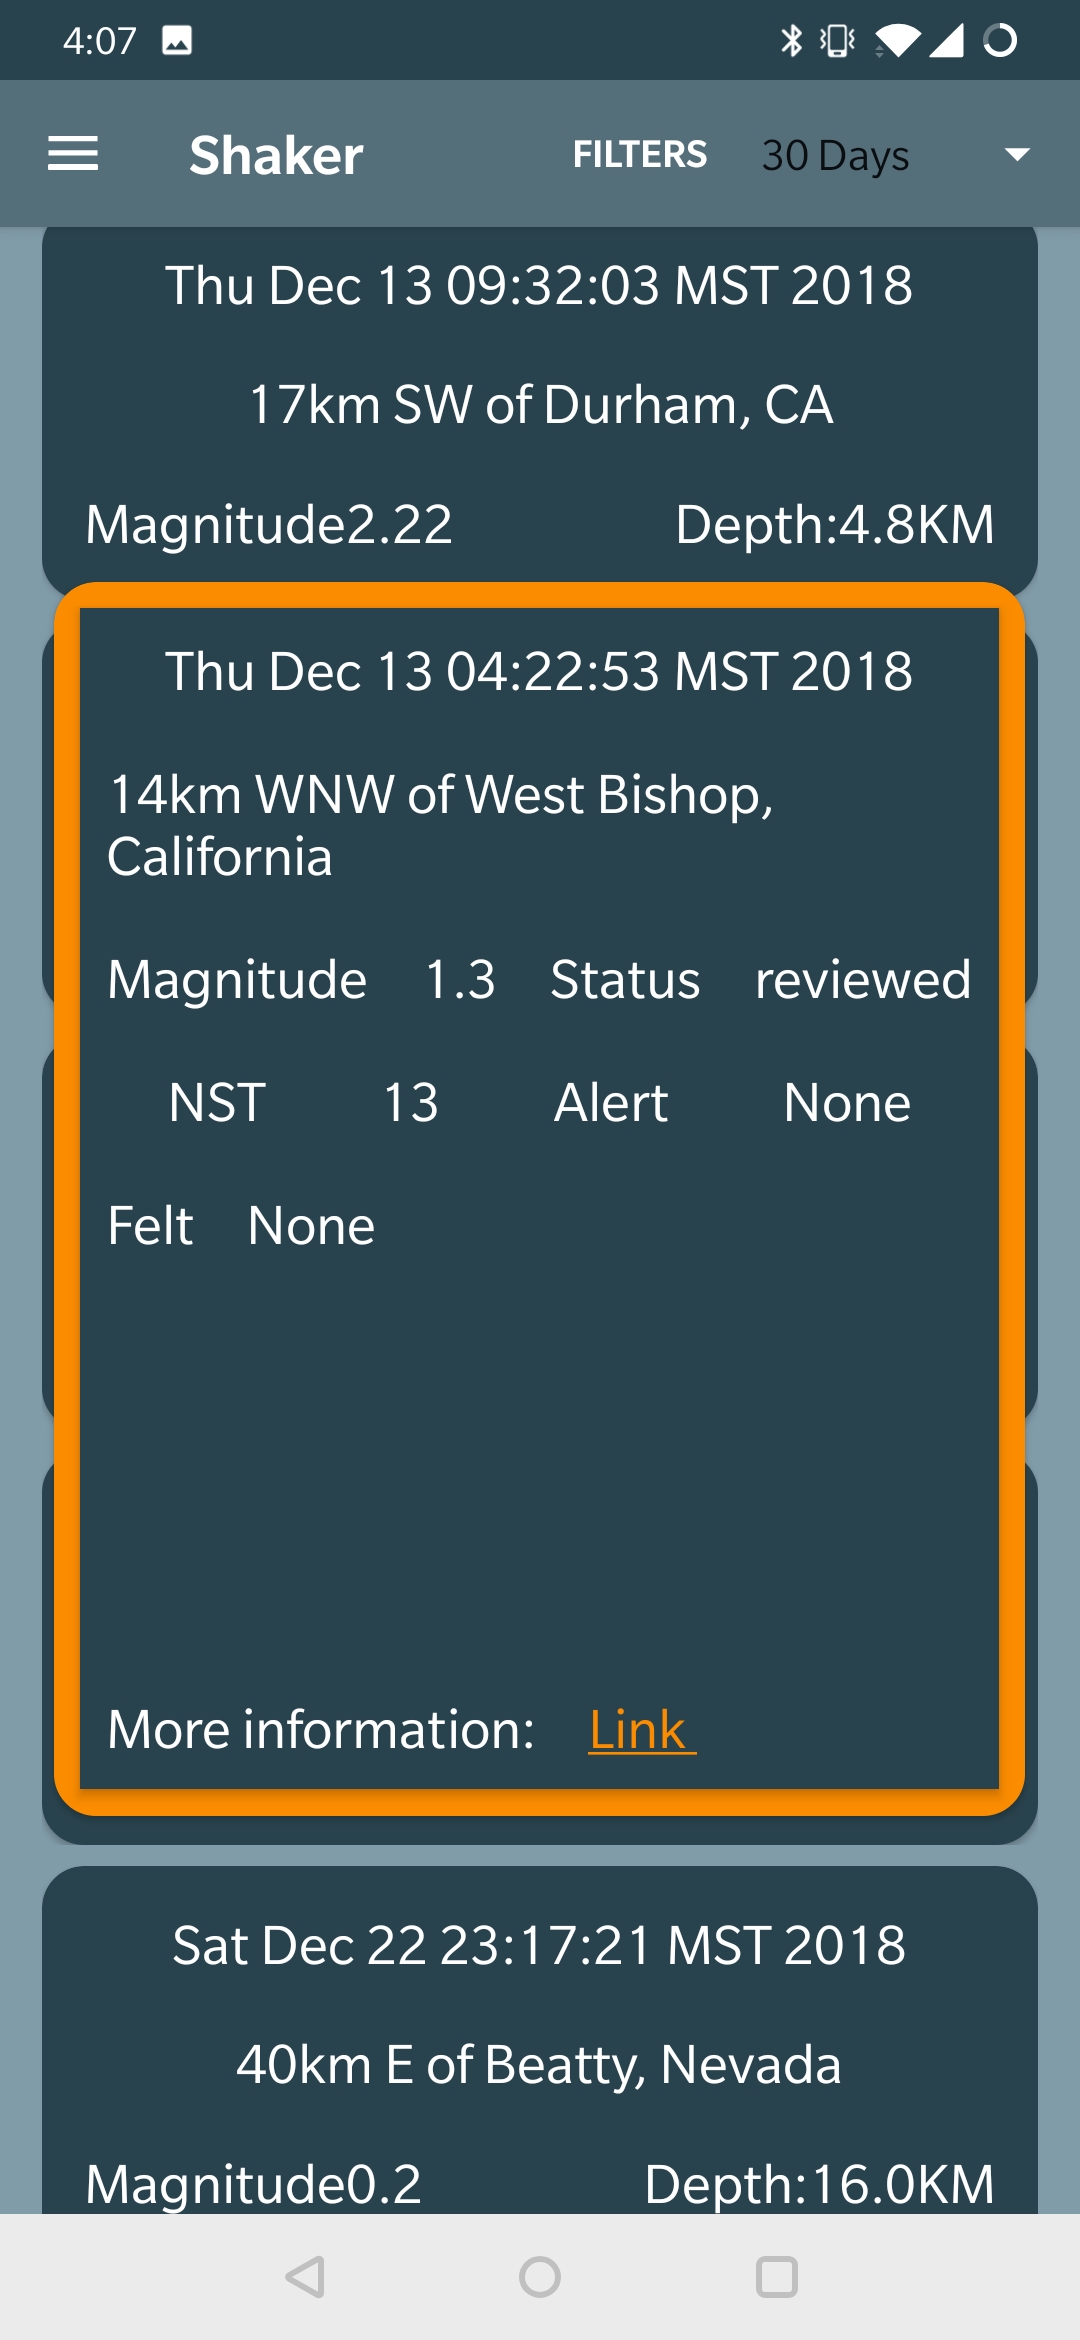 4:07
Shaker FILTERS 30 Days
Thu Dec 13 09:32:03 MST 2018
17km SW of Durham, CA
Magnitude2.22 Depth:4.8KM
Thu Dec 13 04:22:53 MST 2018
14km WNW of West Bishop,
California
Magnitude 1.3 Status reviewed
NST 13 Alert None
Felt None
More information: Link
Sat Dec 22 23:17:21 MST 2018
40km E of Beatty, Nevada
Magnitude0.2 Depth:16.0KM